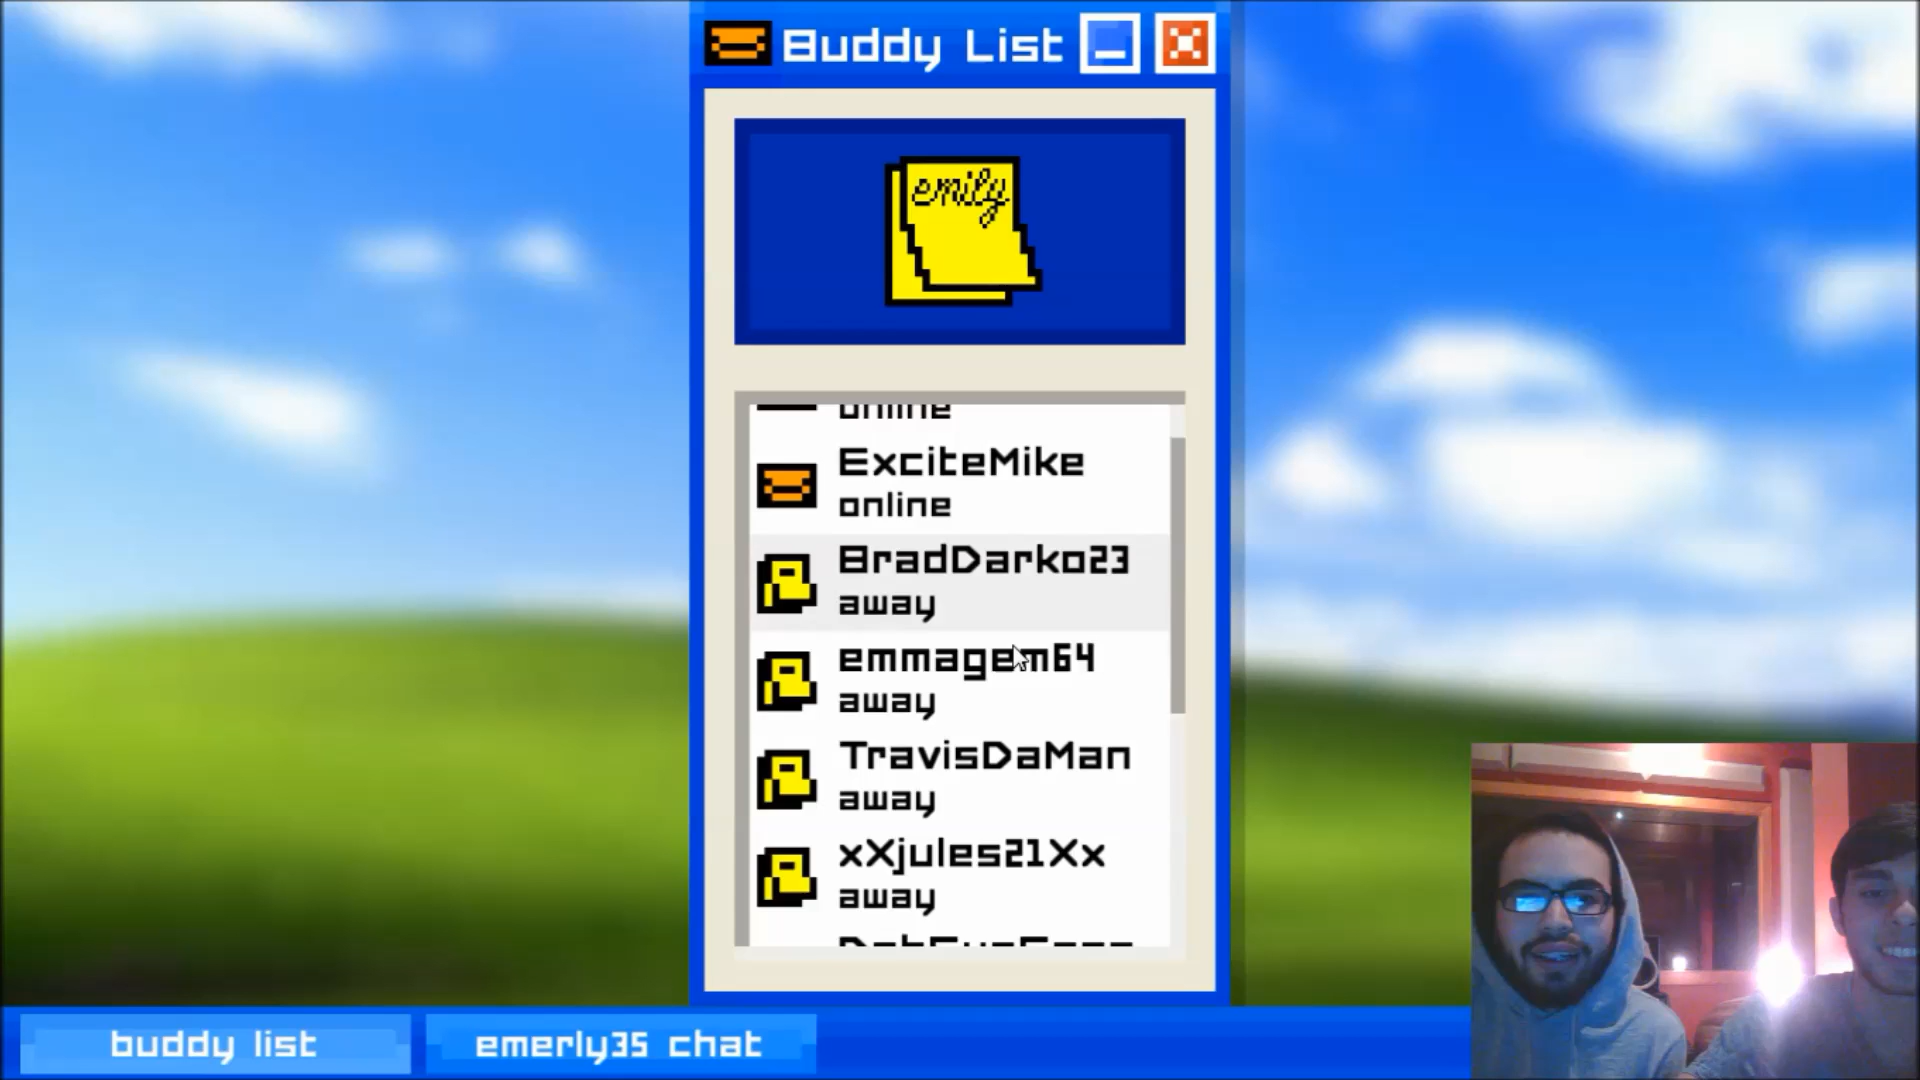 Buddy List
emily
online
ExciteMike
online
BradDarko23
away
emmagem64
away
TravisDaMan
away
xXjules21Xx
away
buddy list
emerly35 chat